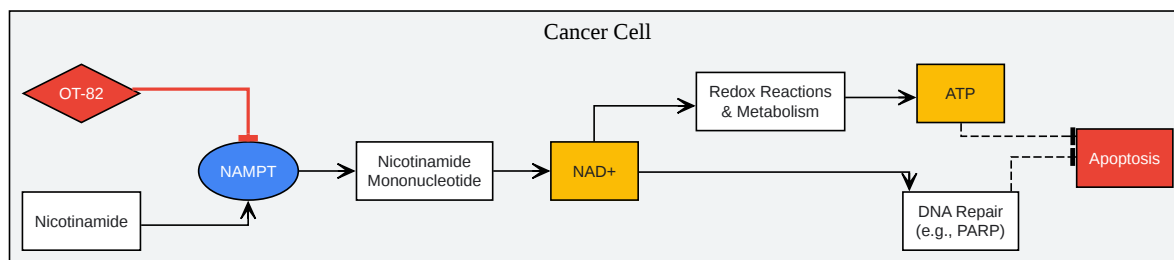 Cancer Cell
OT-82
NAMPT
Nicotinamide
Nicotinamide
Mononucleotide
NAD+
Redox Reactions
& Metabolism
ATP
DNA Repair
(e.g., PARP)
Apoptosis